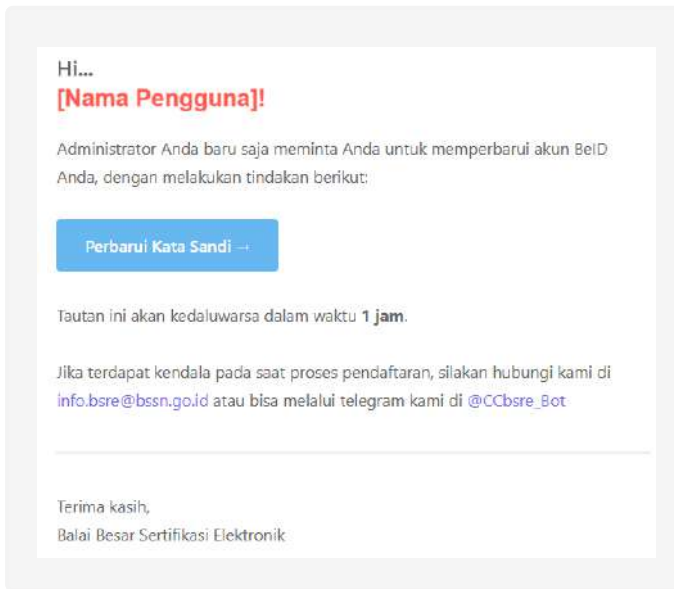 Hi...
[Nama Pengguna]!
Administrator Anda baru saja meminta Anda untuk memperbarui akun BeID
Anda, dengan melakukan tindakan berikut:
Perbarui Kata Sandi →
Tautan ini akan kedaluwarsa dalam waktu 1 jam.
Jika terdapat kendala pada saat proses pendaftaran, silakan hubungi kami di
info.bsre@bssn.go.id atau bisa melalui telegram kami di @CCbsre_Bot
Terima kasih,
Balai Besar Sertifikasi Elektronik